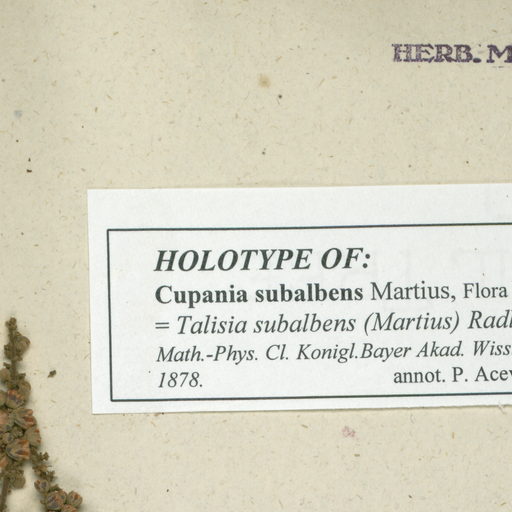 HERB. M
HOLOTYPE OF:
Cupania subalbens Martius, Flora
= Talisia subalbens (Martius) Radl
Math.-Phys. Cl. Konigl.Bayer Akad. Wiss
1878. annot. P. Acev